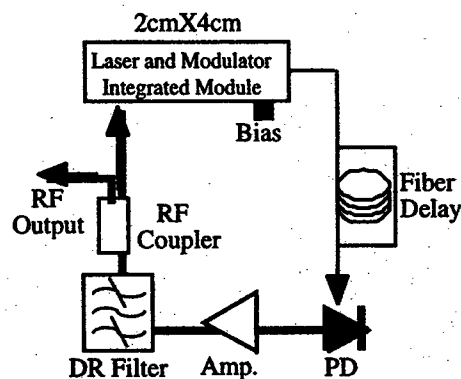 2cmX4cm
Laser and Modulator
Integrated Module
Bias
RF
Output
RF
Coupler
Fiber
Delay
DR Filter
Amp.
PD